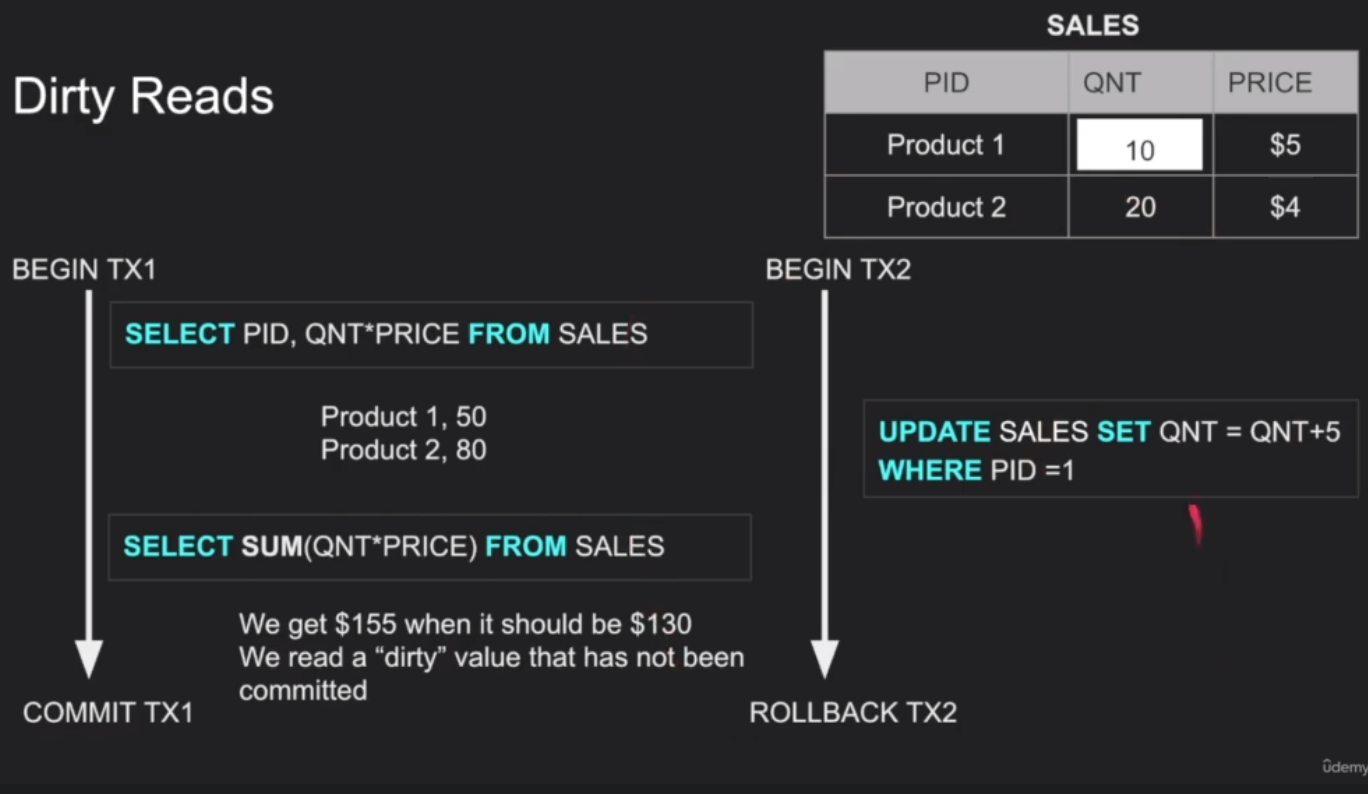 SALES
Dirty Reads
PID QNT PRICE
Product 1 10 $5
Product 2 20 $4
BEGIN TX1
BEGIN TX2
SELECT PID, QNT*PRICE FROM SALES
Product 1, 50
Product 2, 80
UPDATE SALES SET QNT = QNT+5
WHERE PID =1
SELECT SUM(QNT*PRICE) FROM SALES
We get $155 when it should be $130
We read a “dirty” value that has not been
committed
COMMIT TX1
ROLLBACK TX2
ûdemy